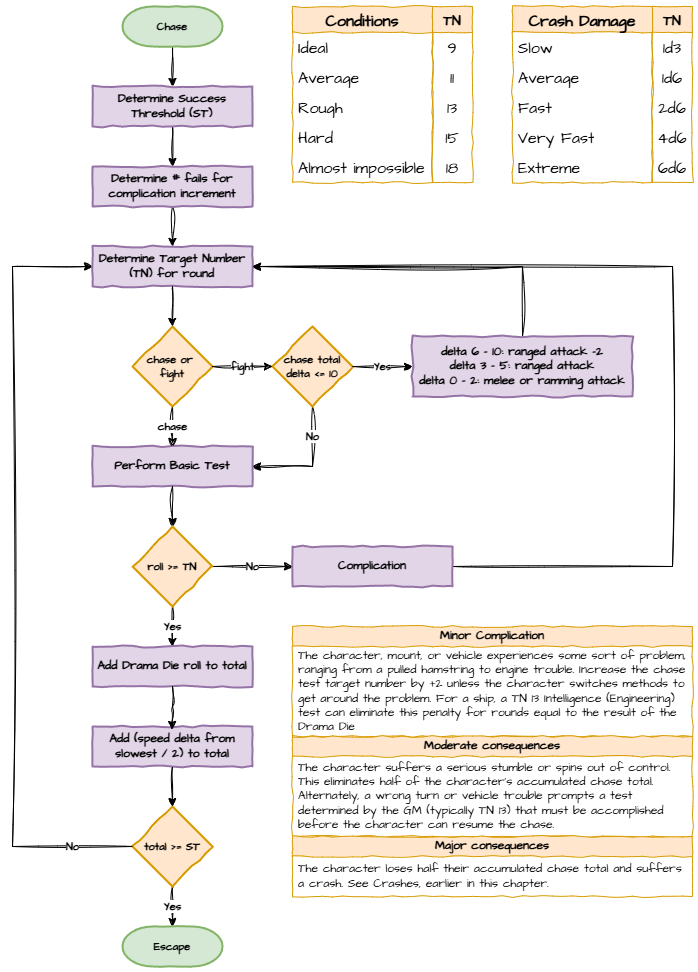 Chase
Determine Success
Threshold (ST)
Determine # fails for
complication increment
Determine Target Number
(TN) for round
chase or
fight
fight
chase total
delta <= 10
Yes
delta 6 - 10: ranged attack -2
delta 3 - 5: ranged attack
delta 0 - 2: melee or ramming attack
chase
No
Perform Basic Test
roll >= TN
No
Complication
Yes
Add Drama Die roll to total
Add (speed delta from
slowest / 2) to total
total >= ST
No
Yes
Escape
Conditions TN
Ideal 9
Average 11
Rough 13
Hard 15
Almost impossible 18
Crash Damage TN
Slow 1d3
Average 1d6
Fast 2d6
Very Fast 4d6
Extreme 6d6
Minor Complication
The character, mount, or vehicle experiences some sort of problem,
ranging from a pulled hamstring to engine trouble. Increase the chase
test target number by +2 unless the character switches methods to
get around the problem. For a ship, a TN 13 Intelligence (Engineering)
test can eliminate this penalty for rounds equal to the result of the
Drama Die
Moderate consequences
The character suffers a serious stumble or spins out of control.
This eliminates half of the character's accumulated chase total.
Alternately, a wrong turn or vehicle trouble prompts a test
determined by the GM (typically TN 13) that must be accomplished
before the character can resume the chase.
Major consequences
The character loses half their accumulated chase total and suffers
a crash. See Crashes, earlier in this chapter.